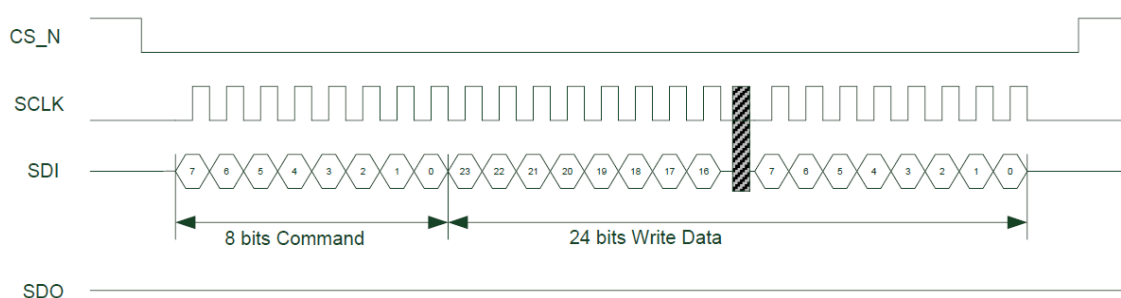 CS_N
SCLK
SDI 7 6 5 4 3 2 1 0 23 22 21 20 19 18 17 16 7 6 5 4 3 2 1 0
8 bits Command 24 bits Write Data
SDO